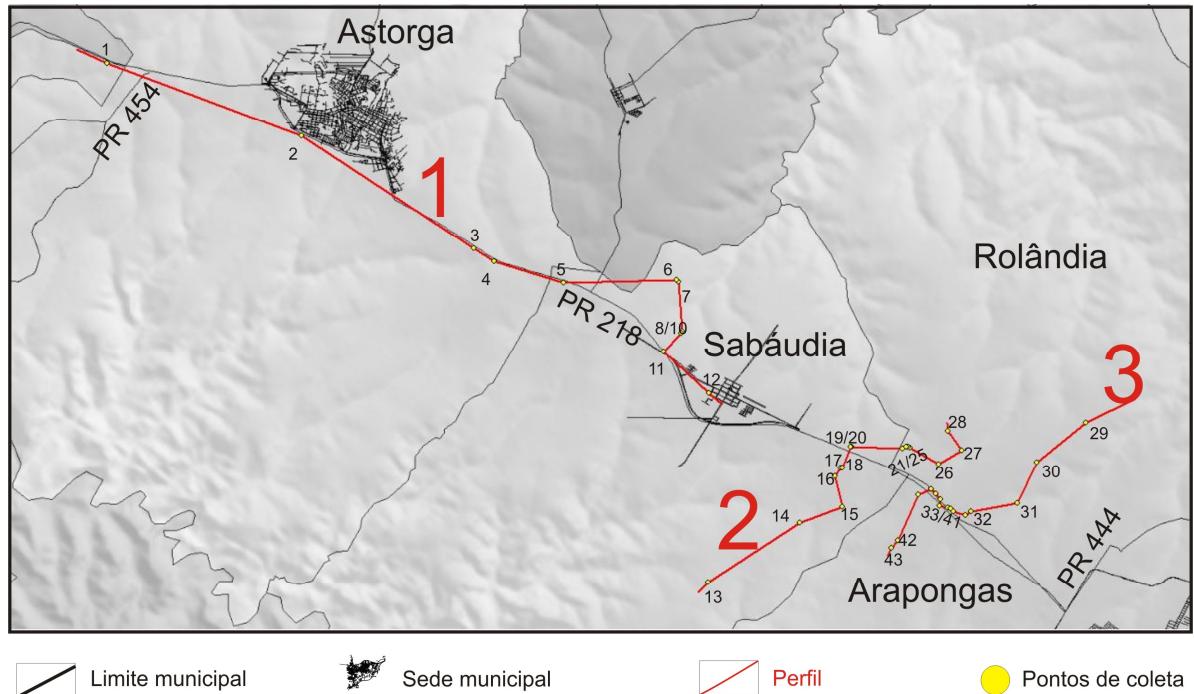 Astorga
1
PR 454
2
1
3
4
5
6
7
Rolândia
PR 218
8/10
Sabáudia
11
12
3
28
29
19/20
21/25
27
26
17
18
16
30
2
14
15
33/41
32
31
42
43
13
Arapongas
PR 444
Limite municipal
Sede municipal
Perfil
Pontos de coleta